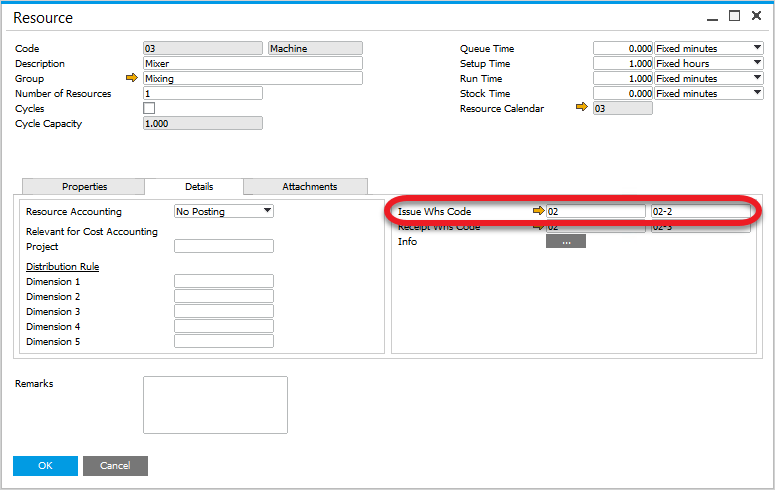 Resource
Code 03 Machine
Description Mixer
Group Mixing
Number of Resources 1
Cycles
Cycle Capacity 1.000
Queue Time 0.000 Fixed minutes
Setup Time 1.000 Fixed hours
Run Time 1.000 Fixed minutes
Stock Time 0.000 Fixed minutes
Resource Calendar 03
Properties Details Attachments
Resource Accounting No Posting
Relevant for Cost Accounting
Project
Distribution Rule
Dimension 1
Dimension 2
Dimension 3
Dimension 4
Dimension 5
Issue Whs Code 02 02-2
Receipt Whs Code 02 02-3
Info ...
Remarks
OK Cancel